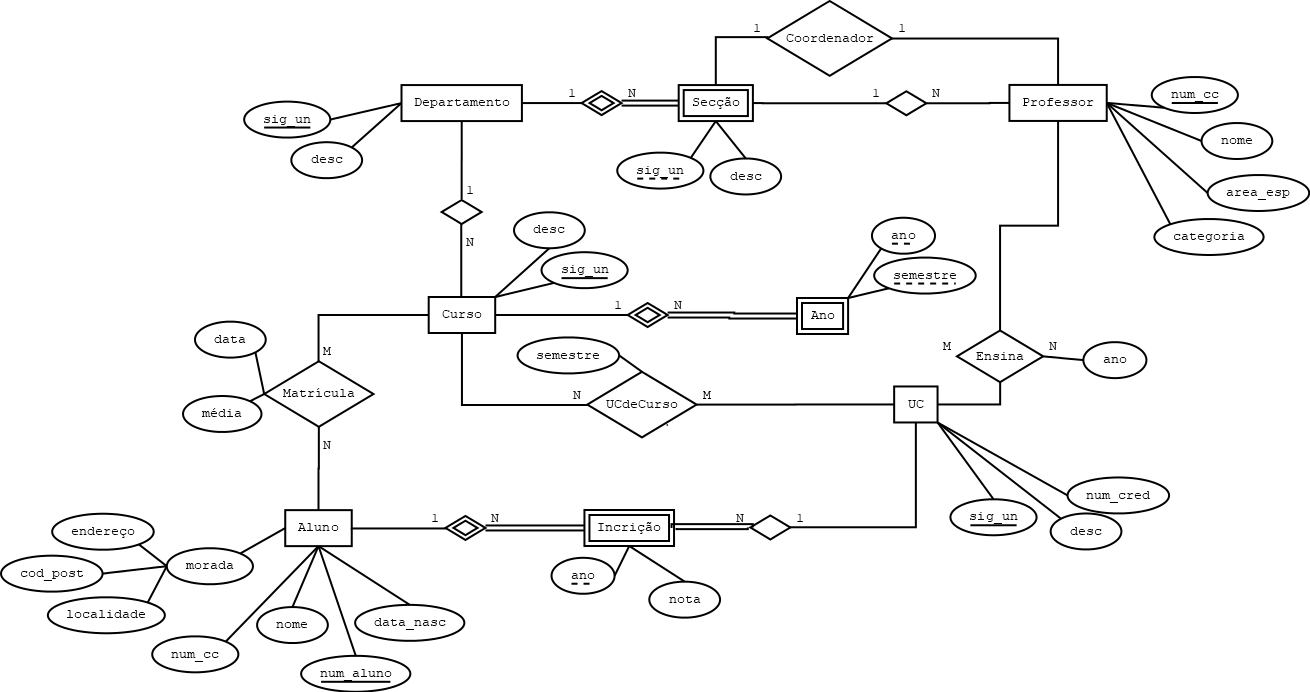 1
Coordenador
1
Departamento
1
N
Secção
1
N
Professor
sig_un
desc
sig_un
desc
num_cc
nome
area_esp
categoria
1
N
desc
sig_un
ano
semestre
Curso
1
N
Ano
data
M
média
Matrícula
N
semestre
N
UCdeCurso
M
UC
M
Ensina
N
ano
num_cred
sig_un
desc
Aluno
1
N
Incrição
N
1
endereço
cod_post
morada
localidade
num_cc
nome
num_aluno
data_nasc
ano
nota